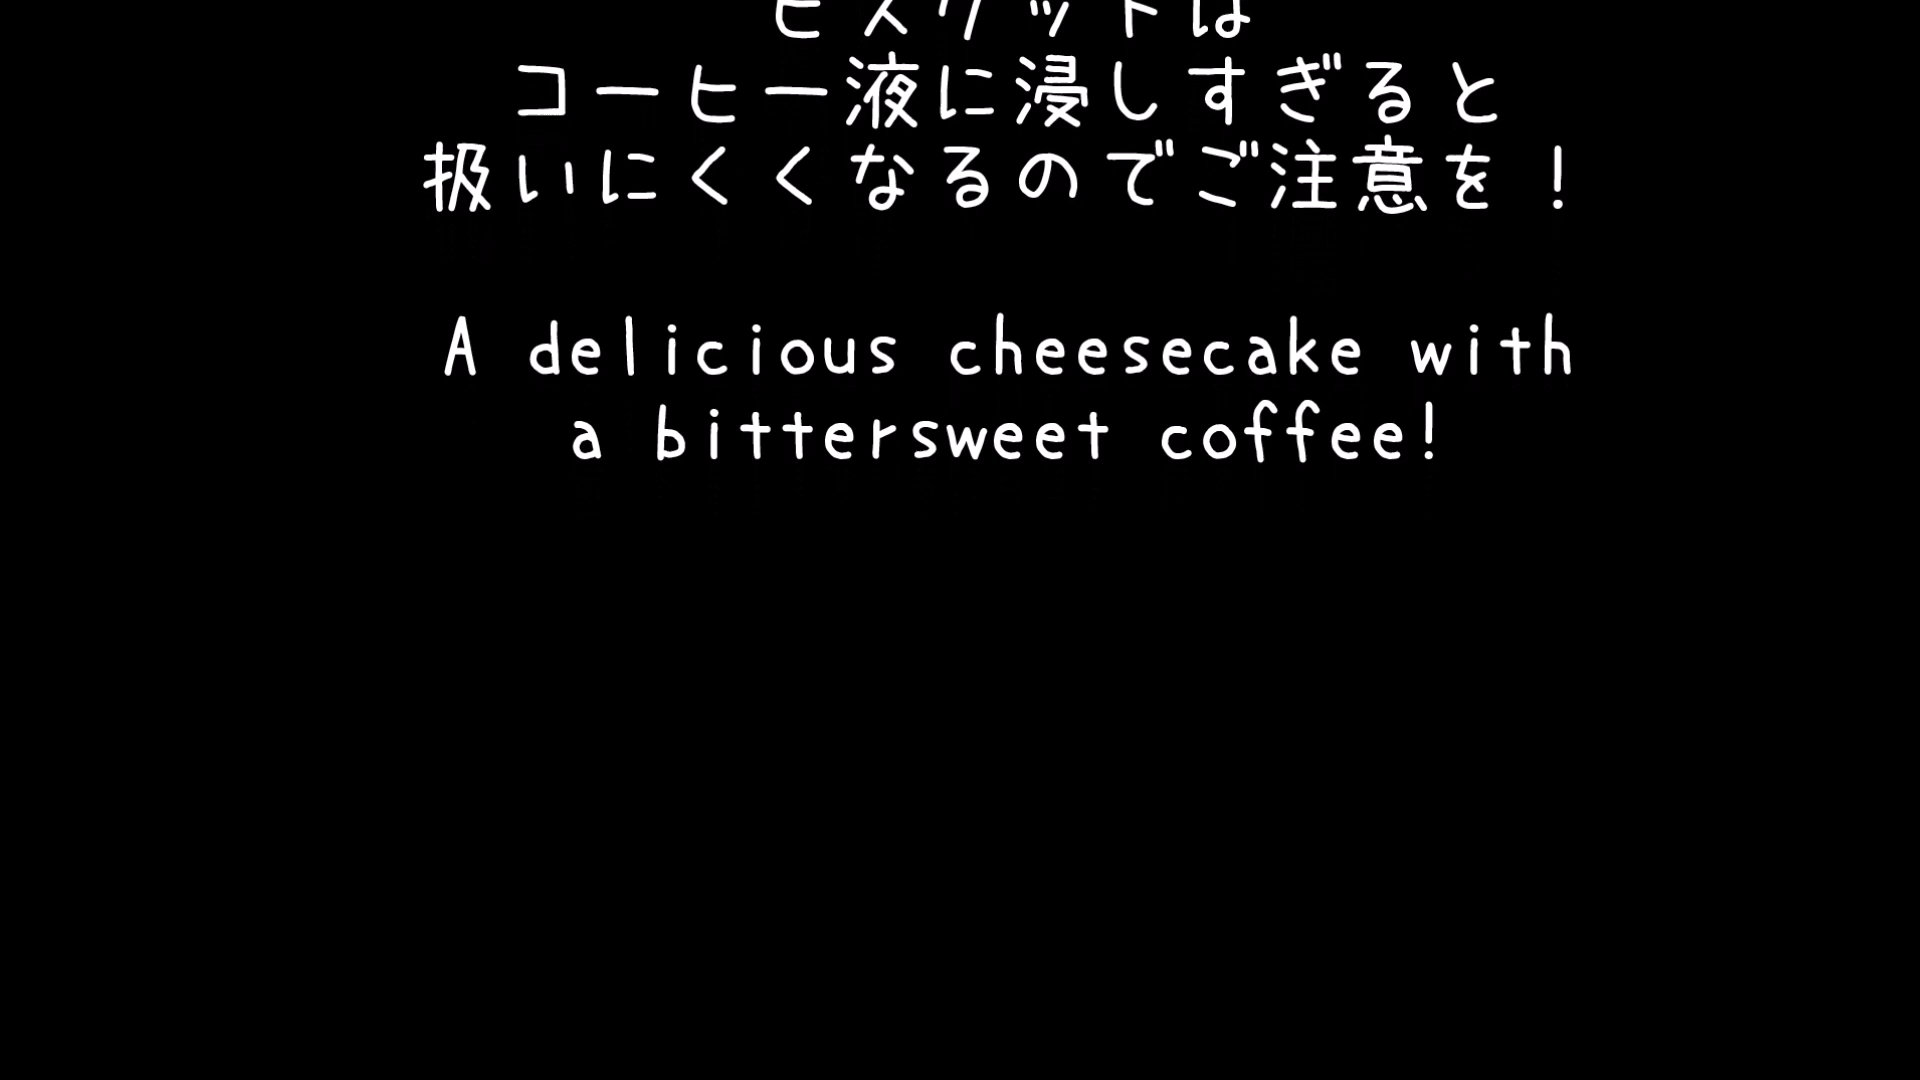 ビスケットは
コーヒー液に浸しすぎると
扱いにくくなるのでご注意を！
A delicious cheesecake with
a bittersweet coffee!